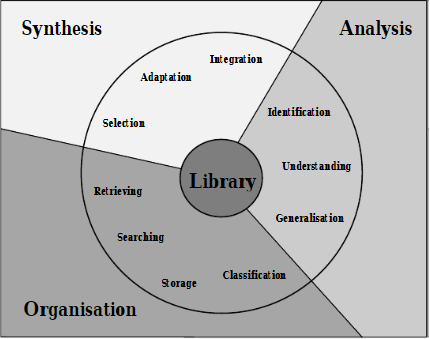 Synthesis
Analysis
Integration
Adaptation
Selection
Identification
Understanding
Generalisation
Library
Retrieving
Searching
Storage
Classification
Organisation